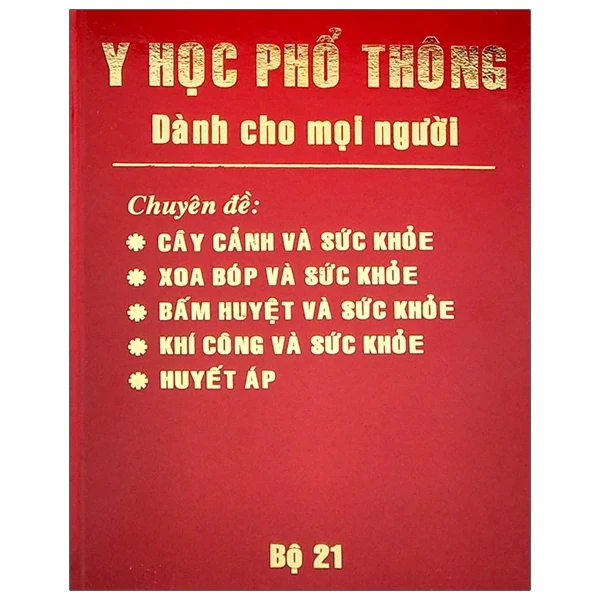 Y HỌC PHỔ THÔNG
Dành cho mọi người
Chuyên đề:
CÂY CẢNH VÀ SỨC KHỎE
XOA BÓP VÀ SỨC KHỎE
BẤM HUYỆT VÀ SỨC KHỎE
KHÍ CÔNG VÀ SỨC KHỎE
HUYẾT ÁP
BỘ 21